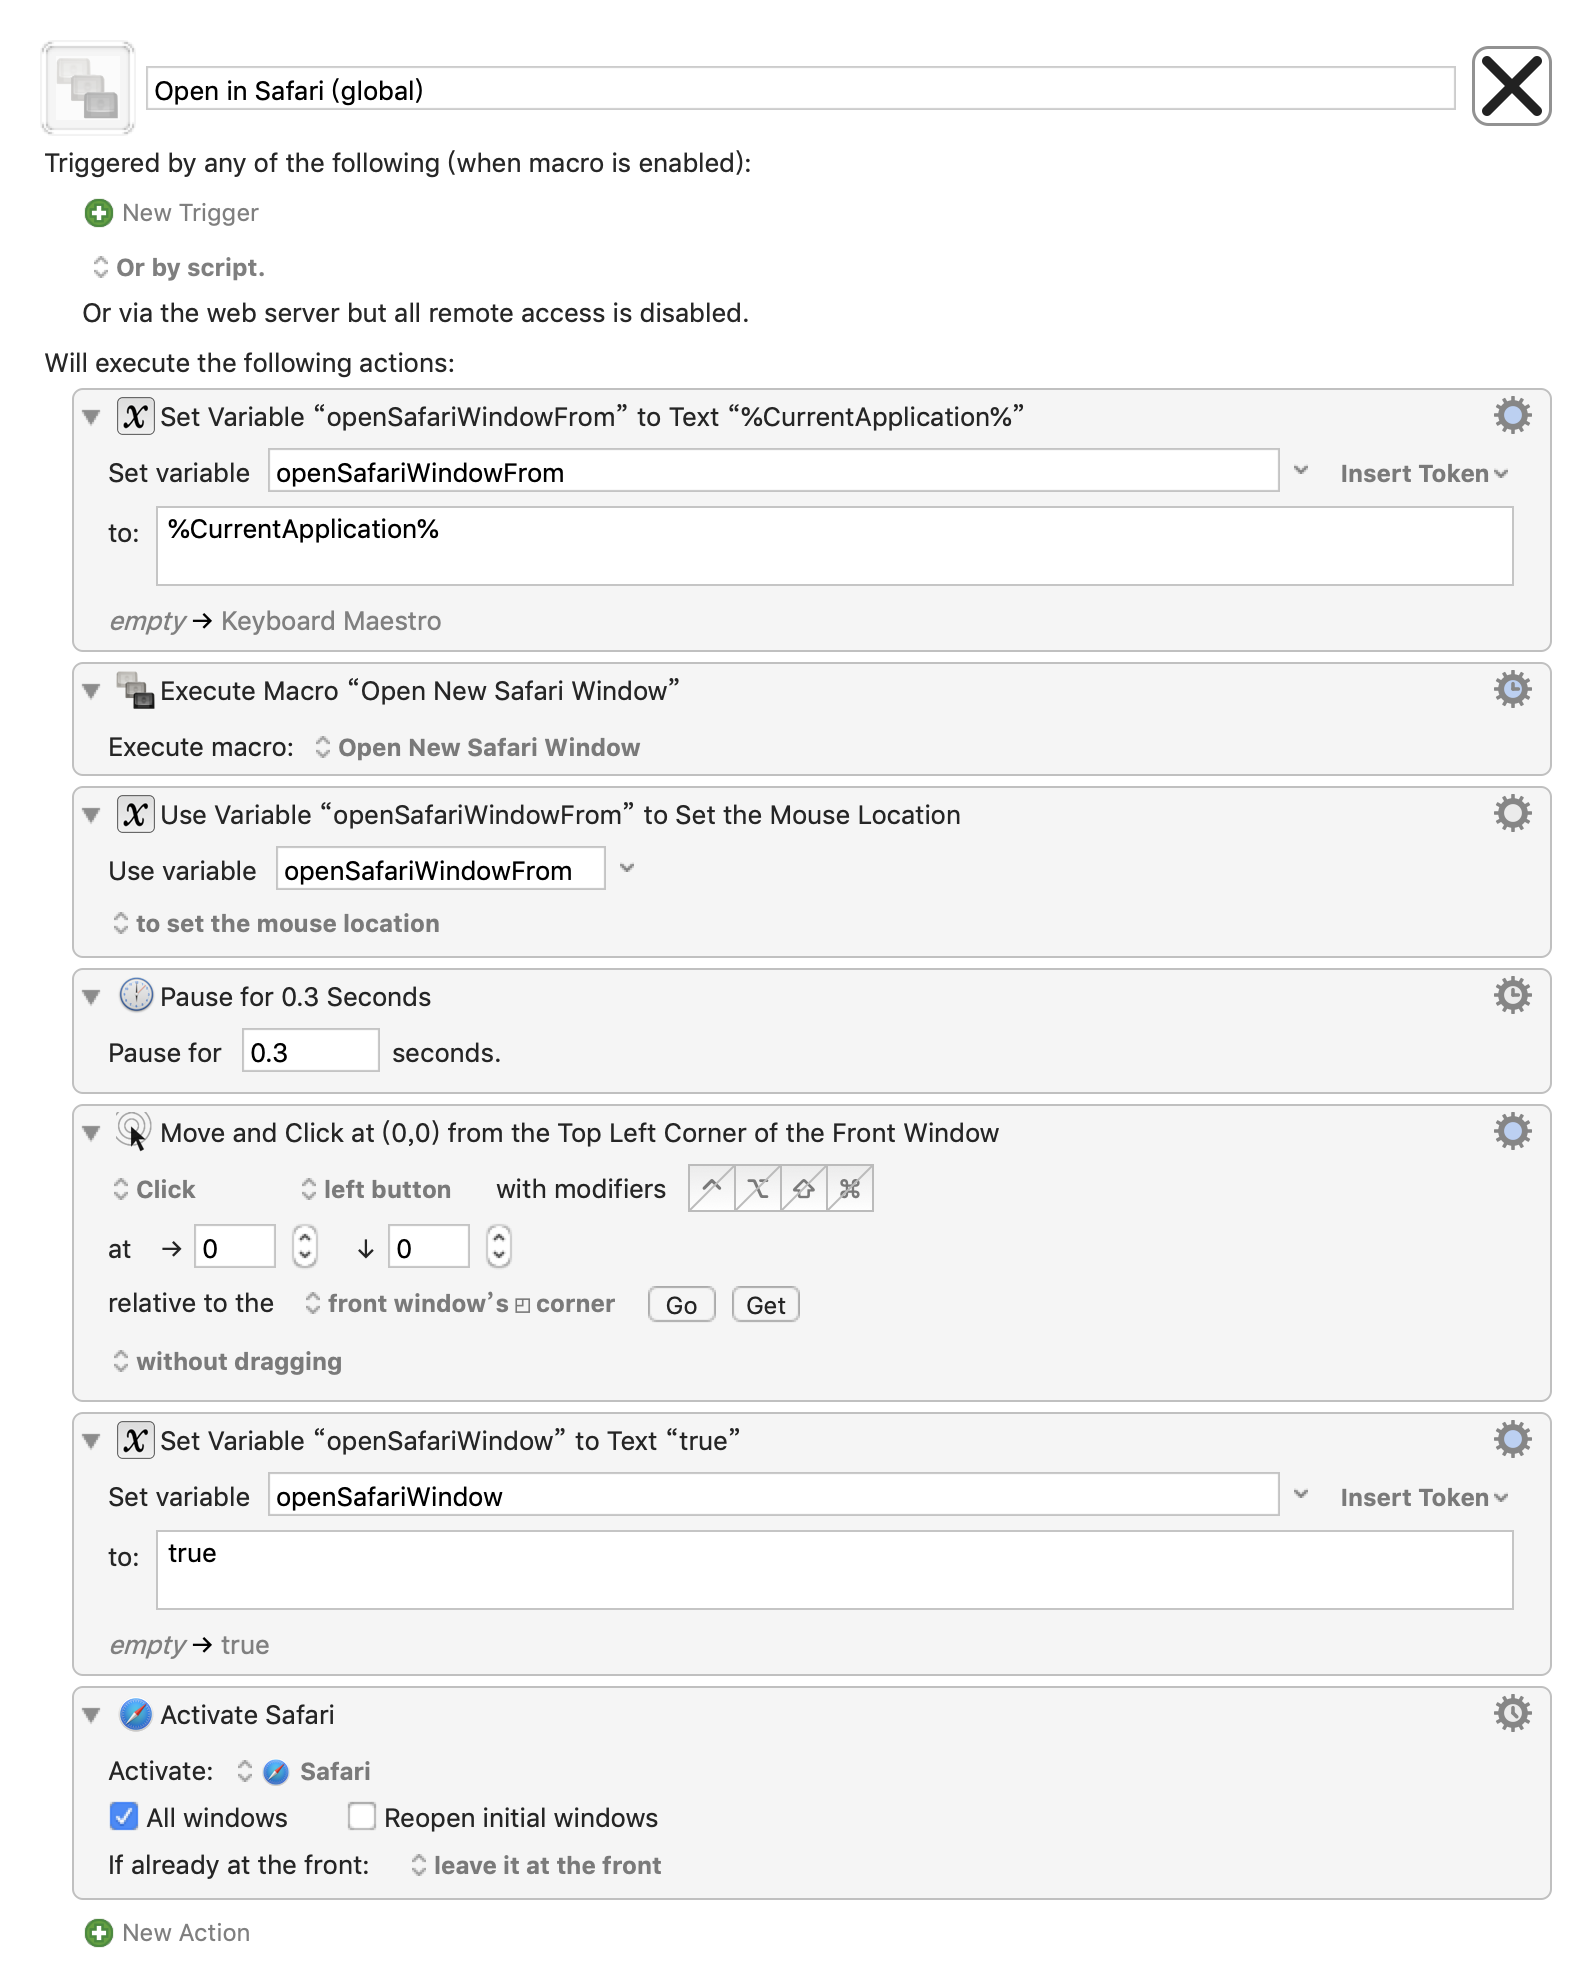 Open in Safari (global)
Triggered by any of the following (when macro is enabled):
New Trigger
Or by script.
Or via the web server but all remote access is disabled.
Will execute the following actions:
Set Variable “openSafariWindowFrom” to Text “%CurrentApplication%”
Set variable openSafariWindowFrom Insert Token
to: %CurrentApplication%
empty → Keyboard Maestro
Execute Macro “Open New Safari Window”
Execute macro: Open New Safari Window
Use Variable “openSafariWindowFrom” to Set the Mouse Location
Use variable openSafariWindowFrom
to set the mouse location
Pause for 0.3 Seconds
Pause for 0.3 seconds.
Move and Click at (0,0) from the Top Left Corner of the Front Window
Click left button with modifiers ⌃ ⌥ ⇧ ⌘
at → 0 ↓ 0
relative to the front window’s ◰ corner Go Get
without dragging
Set Variable “openSafariWindow” to Text “true”
Set variable openSafariWindow Insert Token
to: true
empty → true
Activate Safari
Activate: Safari
All windows Reopen initial windows
If already at the front: leave it at the front
New Action